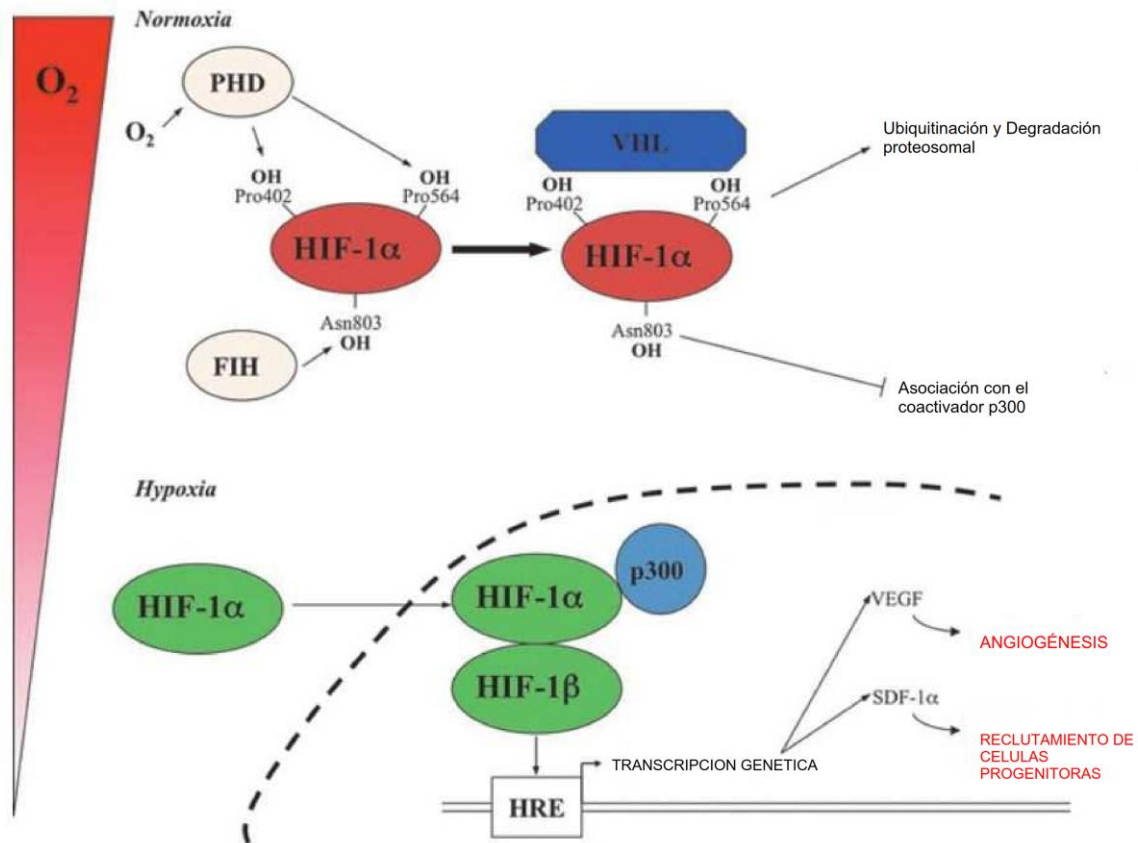 Normoxia
O2
PHD
O2
OH
Pro402
OH
Pro564
HIF-1α
Asn803
OH
FIH
VHL
OH
Pro402
OH
Pro564
HIF-1α
Asn803
OH
Ubiquitinación y Degradación
proteosomal
Asociación con el
coactivador p300
Hypoxia
HIF-1α
HIF-1α
p300
HIF-1β
HRE
TRANSCRIPCION GENETICA
VEGF
ANGIOGÉNESIS
SDF-1α
RECLUTAMIENTO DE
CELULAS
PROGENITORAS